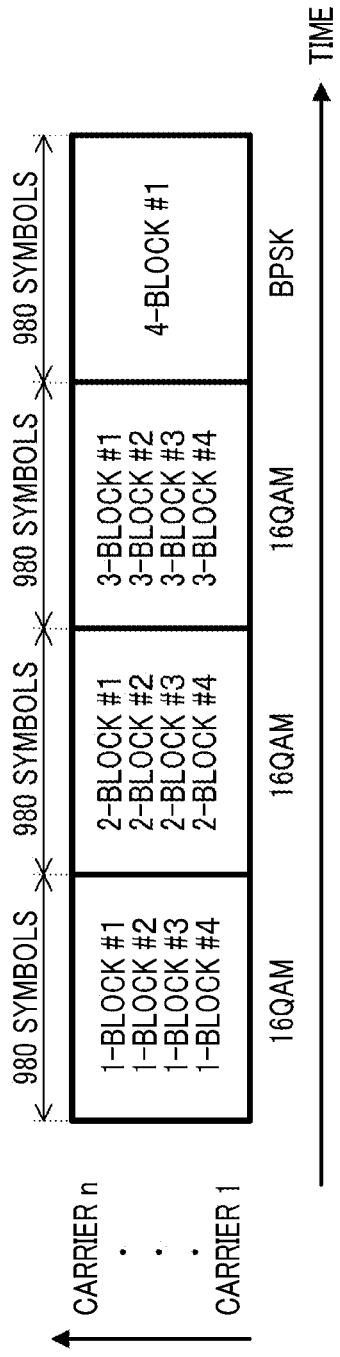 980 SYMBOLS 980 SYMBOLS 980 SYMBOLS 980 SYMBOLS
CARRIER n
.
.
.
CARRIER 1
1-BLOCK #1
1-BLOCK #2
1-BLOCK #3
1-BLOCK #4
2-BLOCK #1
2-BLOCK #2
2-BLOCK #3
2-BLOCK #4
3-BLOCK #1
3-BLOCK #2
3-BLOCK #3
3-BLOCK #4
4-BLOCK #1
16QAM 16QAM 16QAM BPSK
TIME